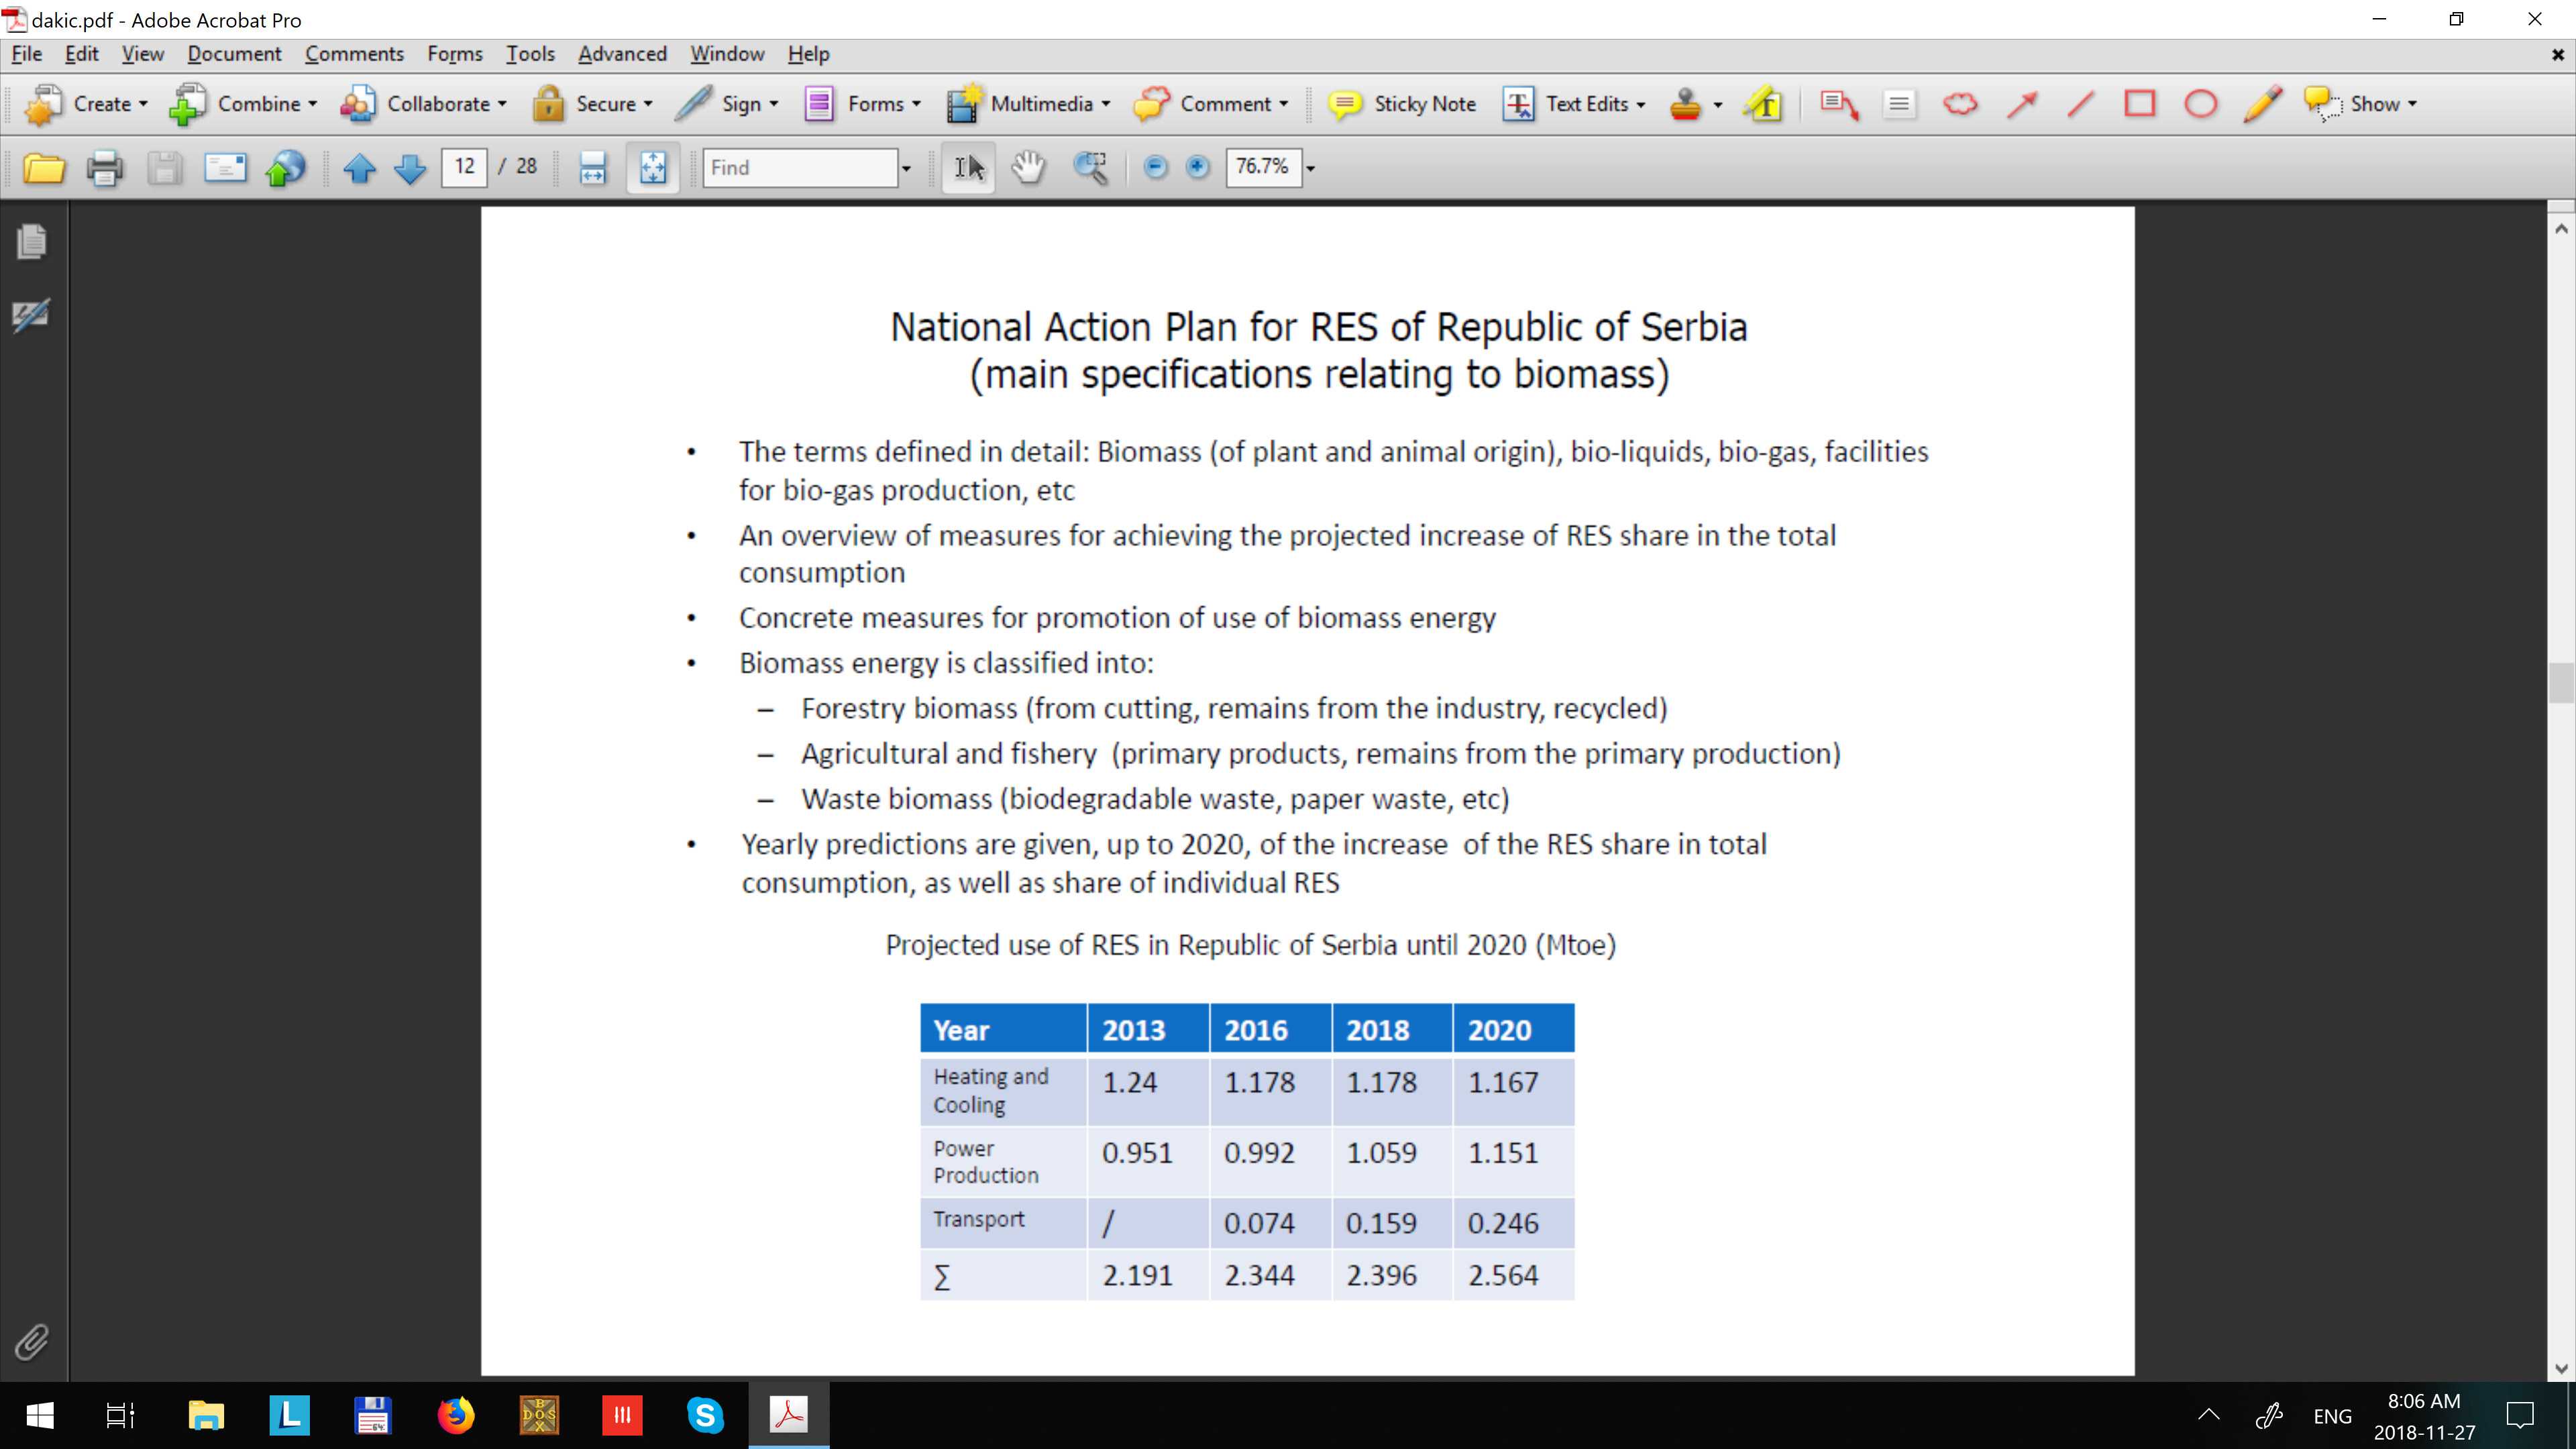 dakic.pdf - Adobe Acrobat Pro
File Edit View Document Comments Forms Tools Advanced Window Help
Create Combine Collaborate Secure Sign Forms Multimedia Comment Sticky Note Text Edits Show
12 / 28 Find 76.7%
National Action Plan for RES of Republic of Serbia
(main specifications relating to biomass)
• The terms defined in detail: Biomass (of plant and animal origin), bio-liquids, bio-gas, facilities
for bio-gas production, etc
• An overview of measures for achieving the projected increase of RES share in the total
consumption
• Concrete measures for promotion of use of biomass energy
• Biomass energy is classified into:
– Forestry biomass (from cutting, remains from the industry, recycled)
– Agricultural and fishery (primary products, remains from the primary production)
– Waste biomass (biodegradable waste, paper waste, etc)
• Yearly predictions are given, up to 2020, of the increase of the RES share in total
consumption, as well as share of individual RES
Projected use of RES in Republic of Serbia until 2020 (Mtoe)
Year 2013 2016 2018 2020
Heating and
Cooling 1.24 1.178 1.178 1.167
Power
Production 0.951 0.992 1.059 1.151
Transport / 0.074 0.159 0.246
∑ 2.191 2.344 2.396 2.564
L 64 BOX DOS S
ENG
8:06 AM
2018-11-27